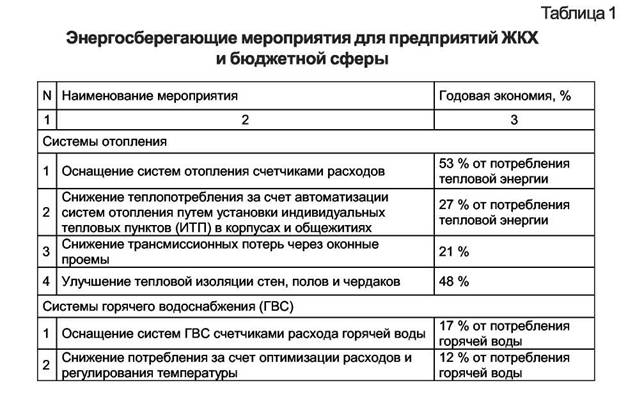 Таблица 1
Энергосберегающие мероприятия для предприятий ЖКХ
и бюджетной сферы
N Наименование мероприятия Годовая экономия, %
1 2 3
Системы отопления
1 Оснащение систем отопления счетчиками расходов 53 % от потребления
тепловой энергии
2 Снижение теплопотребления за счет автоматизации
систем отопления путем установки индивидуальных
тепловых пунктов (ИТП) в корпусах и общежитиях
27 % от потребления
тепловой энергии
3 Снижение трансмиссионных потерь через оконные
проемы
21 %
4 Улучшение тепловой изоляции стен, полов и чердаков 48 %
Системы горячего водоснабжения (ГВС)
1 Оснащение систем ГВС счетчиками расхода горячей воды 17 % от потребления
горячей воды
2 Снижение потребления за счет оптимизации расходов и
регулирования температуры
12 % от потребления
горячей воды